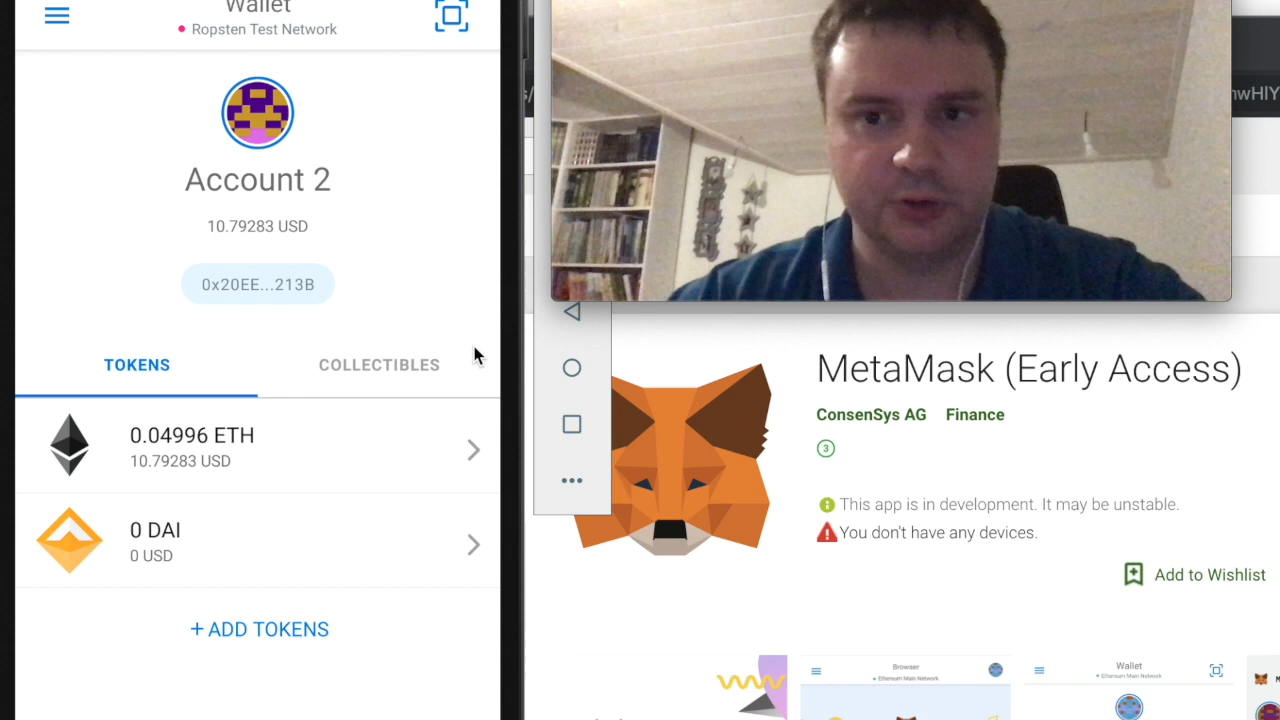 Wallet
Ropsten Test Network
Account 2
10.79283 USD
0x20EE...213B
TOKENS
COLLECTIBLES
0.04996 ETH
10.79283 USD
0 DAI
0 USD
+ ADD TOKENS
nwHIY
MetaMask (Early Access)
ConsenSys AG Finance
3
This app is in development. It may be unstable.
You don't have any devices.
Add to Wishlist
Browser
Ethereum Main Network
Wallet
Ethereum Main Network